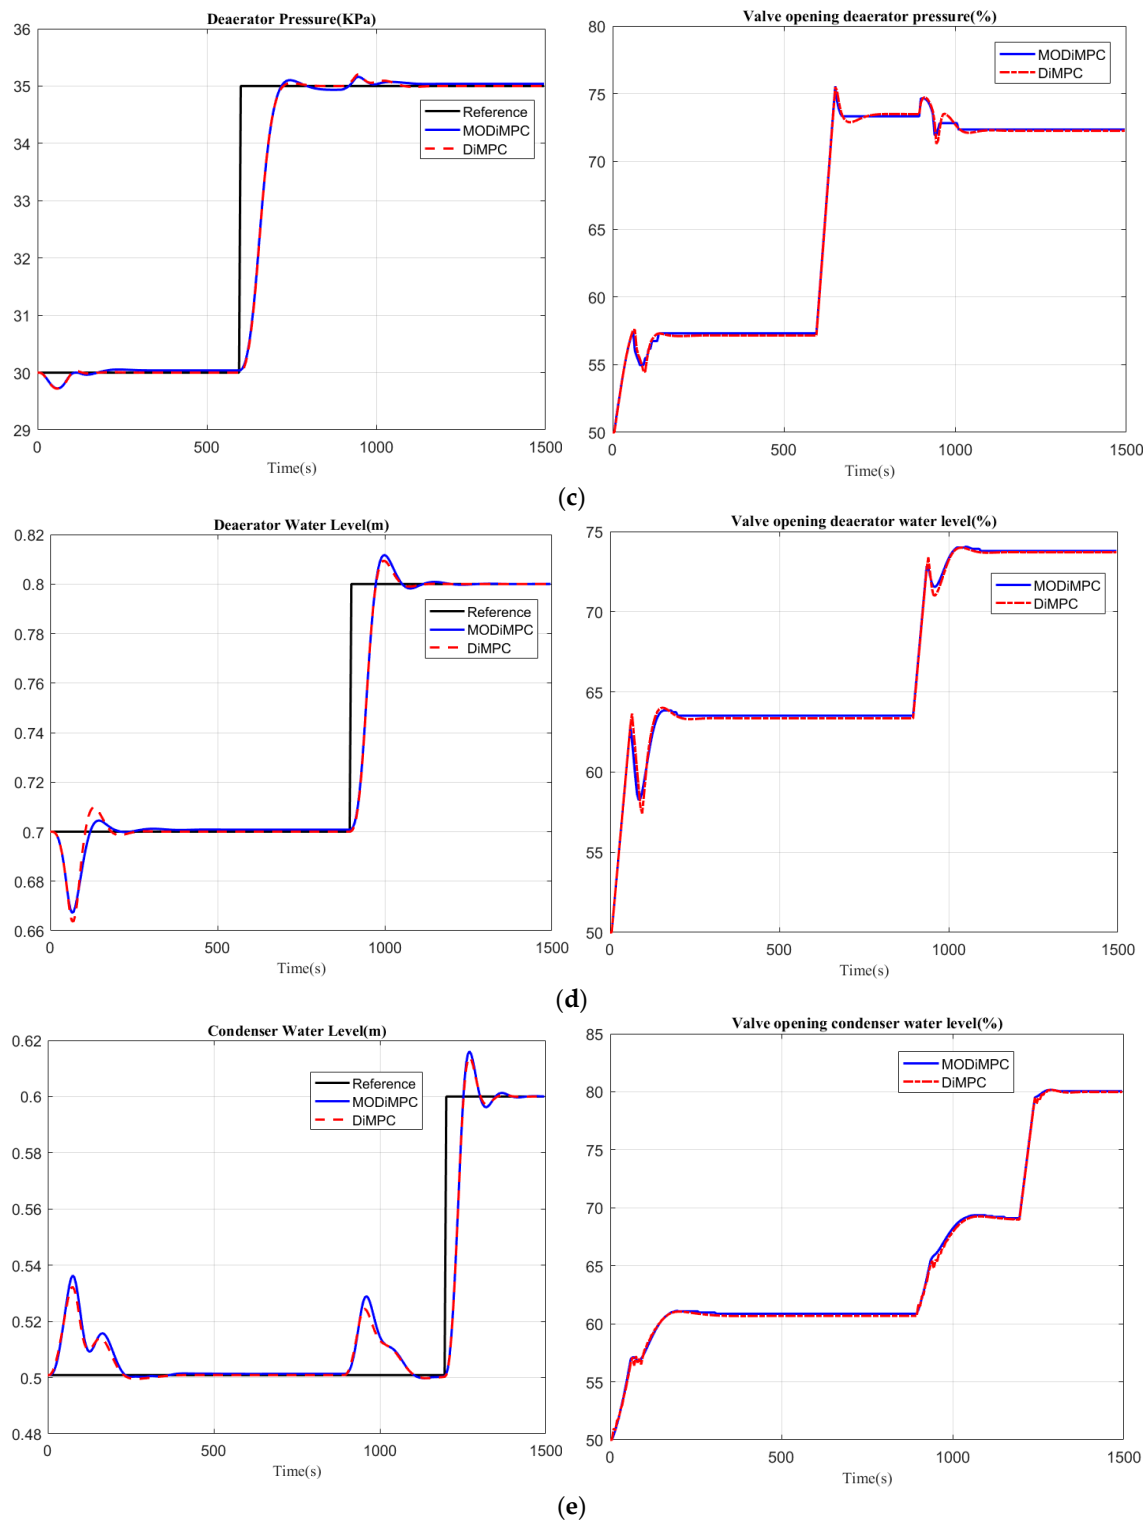 Deaerator Pressure(KPa)
36
35
34
33
32
31
30
29
0
500
1000
1500
Time(s)
Reference
MODiMPC
DiMPC
Valve opening deaerator pressure(%)
80
75
70
65
60
55
50
0
500
1000
1500
Time(s)
MODiMPC
DiMPC
(c)
Deaerator Water Level(m)
0.82
0.8
0.78
0.76
0.74
0.72
0.7
0.68
0.66
0
500
1000
1500
Time(s)
Reference
MODiMPC
DiMPC
Valve opening deaerator water level(%)
75
70
65
60
55
50
0
500
1000
1500
Time(s)
MODiMPC
DiMPC
(d)
Condenser Water Level(m)
0.62
0.6
0.58
0.56
0.54
0.52
0.5
0.48
0
500
1000
1500
Time(s)
Reference
MODiMPC
DiMPC
Valve opening condenser water level(%)
85
80
75
70
65
60
55
50
0
500
1000
1500
Time(s)
MODiMPC
DiMPC
(e)